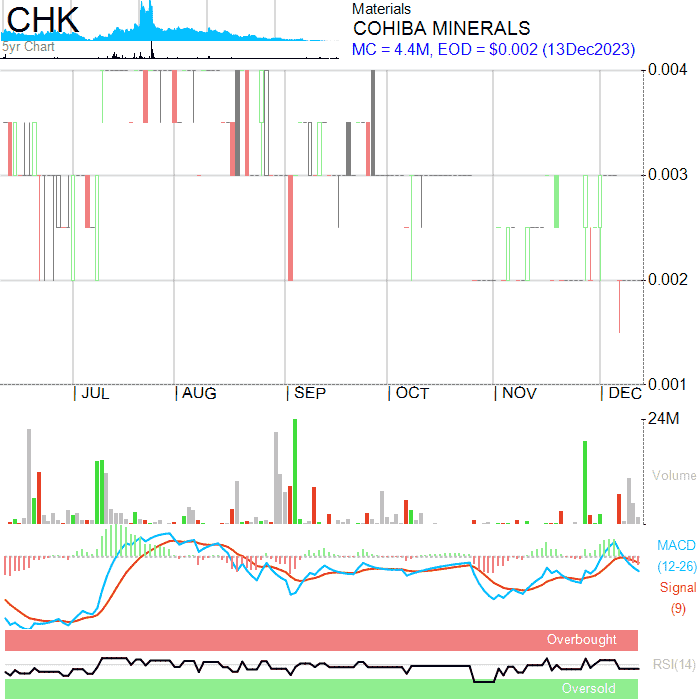 CHK
5yr Chart
Materials
COHIBA MINERALS
MC = 4.4M, EOD = $0.002 (13Dec2023)
0.004
0.003
0.002
0.001
JUL
AUG
SEP
OCT
NOV
DEC
24M
Volume
MACD
(12-26)
Signal
(9)
Overbought
RSI(14)
Oversold